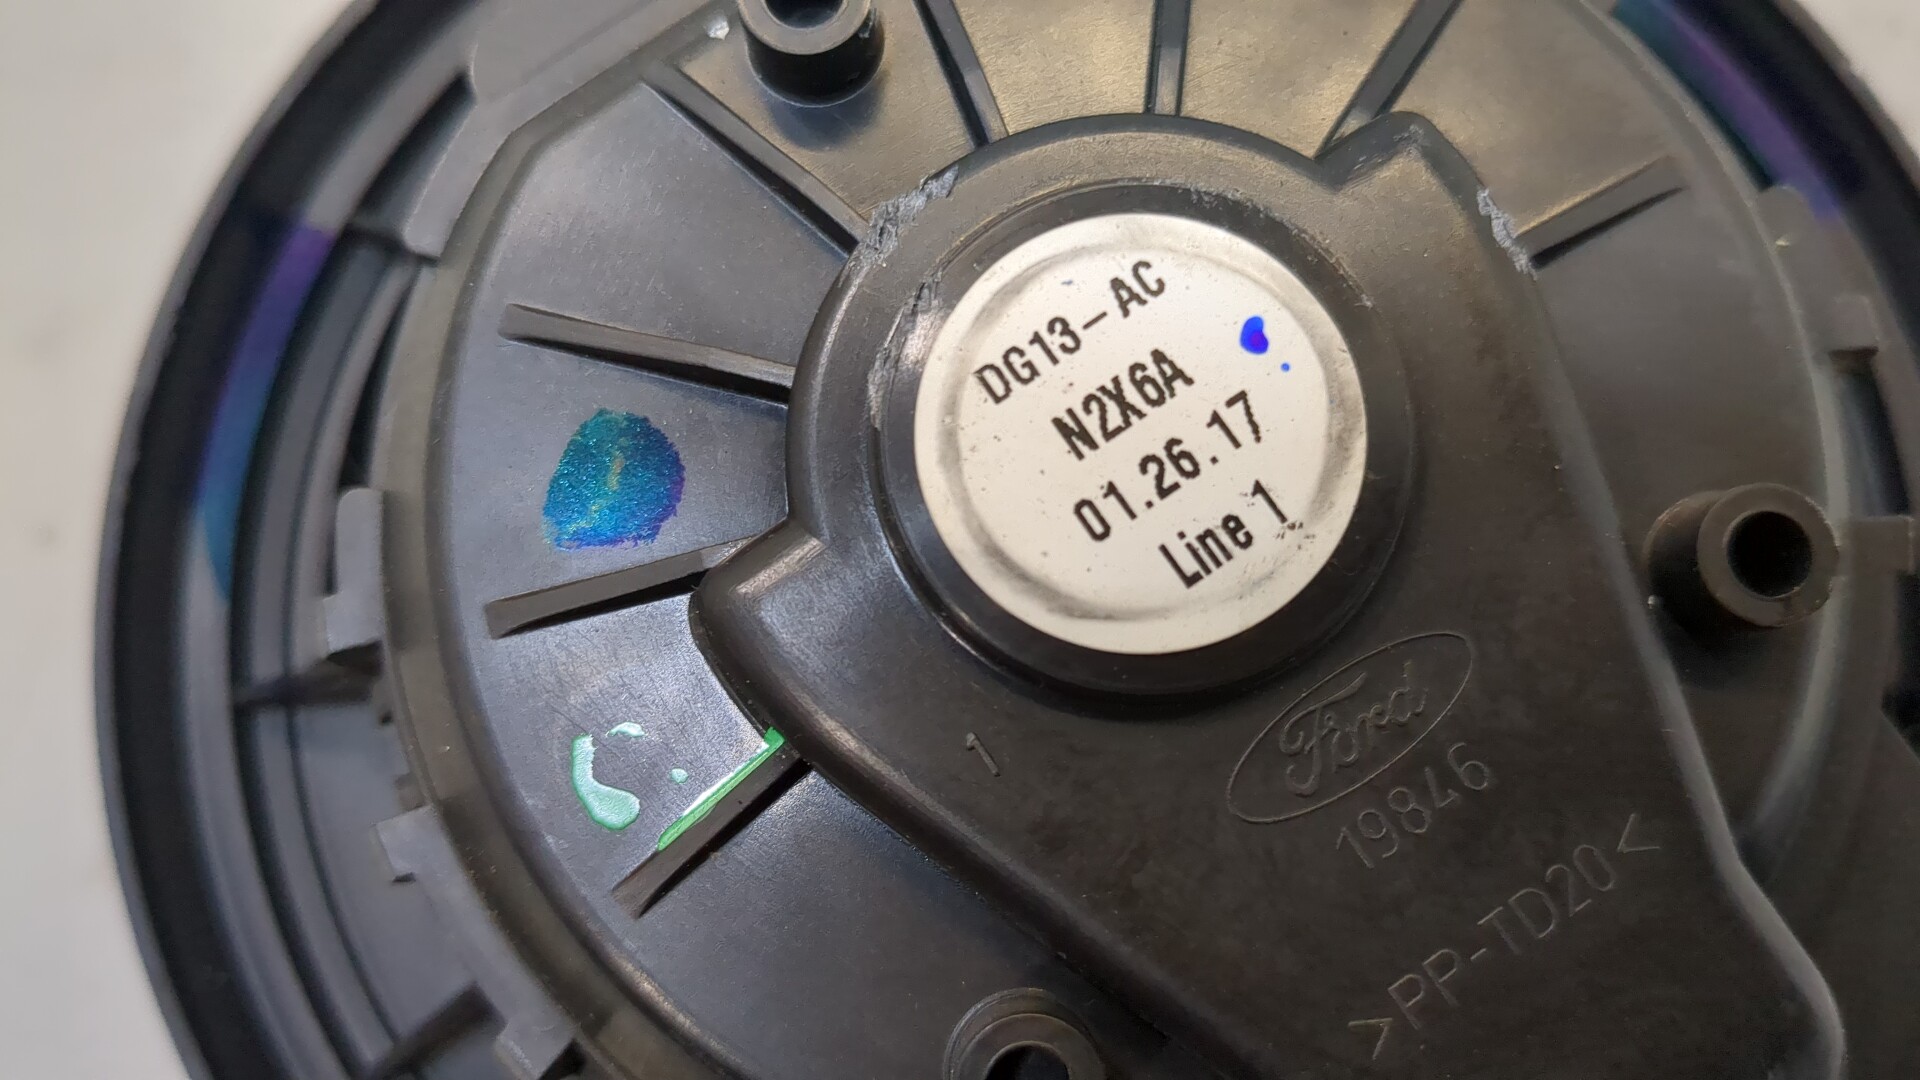 DG13-AC
N2X6A
01.26.17
Line 1
1
Ford
19846
>PP-TD20<